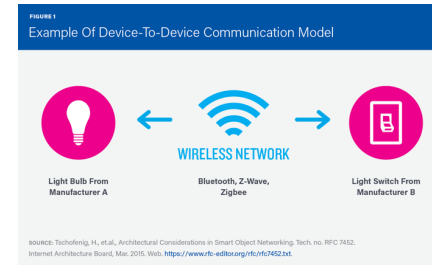 FIGURE 1
Example Of Device-To-Device Communication Model
WIRELESS NETWORK
Light Bulb From
Manufacturer A
Bluetooth, Z-Wave,
Zigbee
Light Switch From
Manufacturer B
SOURCE: Tschofenig, H., et.al., Architectural Considerations in Smart Object Networking. Tech. no. RFC 7452.
Internet Architecture Board, Mar. 2015. Web. https://www.rfc-editor.org/rfc/rfc7452.txt.